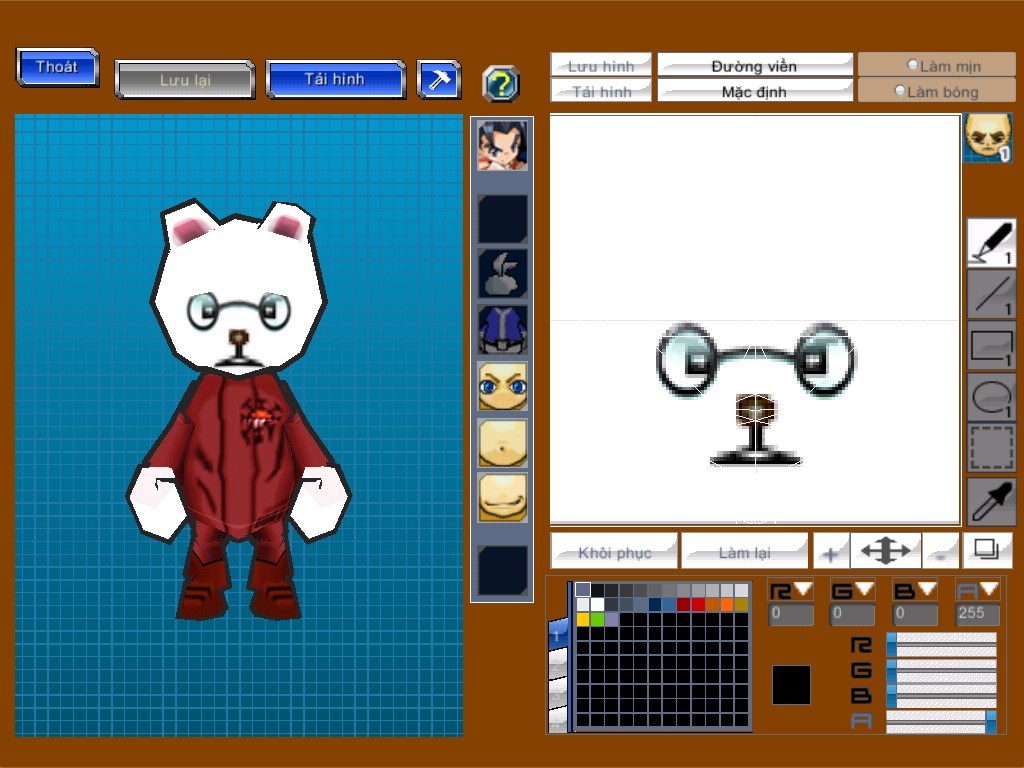 Thoát
Lưu lại
Tải hình
?
Lưu hình
Đường viền
Làm mịn
Tải hình
Mặc định
Làm bóng
1
1
1
1
1
Khôi phục
Làm lại
R G B A
0 0 0 255
1
R
G
B
A